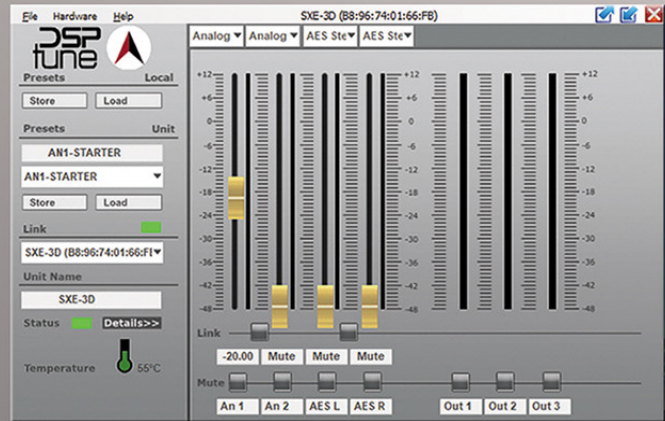 File Hardware Help
SXE-3D (B8:96:74:01:66:FB)
DSP
tune
Presets Local
Store Load
Presets Unit
AN1-STARTER
AN1-STARTER
Store Load
Link
SXE-3D (B8:96:74:01:66:FI
Unit Name
SXE-3D
Status Details>>
Temperature 55°C
Analog Analog AES Ste AES Ste
+12 +12 +12
+6 +6 +6
0 0 0
-6 -6 -6
-12 -12 -12
-18 -18 -18
-24 -24 -24
-30 -30 -30
-36 -36 -36
-42 -42 -42
-48 -48 -48
Link
-20.00 Mute Mute Mute
Mute
An 1 An 2 AES L AES R Out 1 Out 2 Out 3